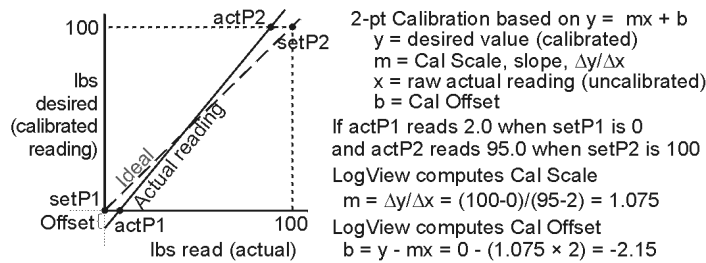 actP2
100
setP2
lbs
desired
(calibrated
reading)
Ideal
Actual reading
setP1
Offset
actP1
100
lbs read (actual)
2-pt Calibration based on y = mx + b
y = desired value (calibrated)
m = Cal Scale, slope, Δy/Δx
x = raw actual reading (uncalibrated)
b = Cal Offset
If actP1 reads 2.0 when setP1 is 0
and actP2 reads 95.0 when setP2 is 100
LogView computes Cal Scale
m = Δy/Δx = (100-0)/(95-2) = 1.075
LogView computes Cal Offset
b = y - mx = 0 - (1.075 × 2) = -2.15